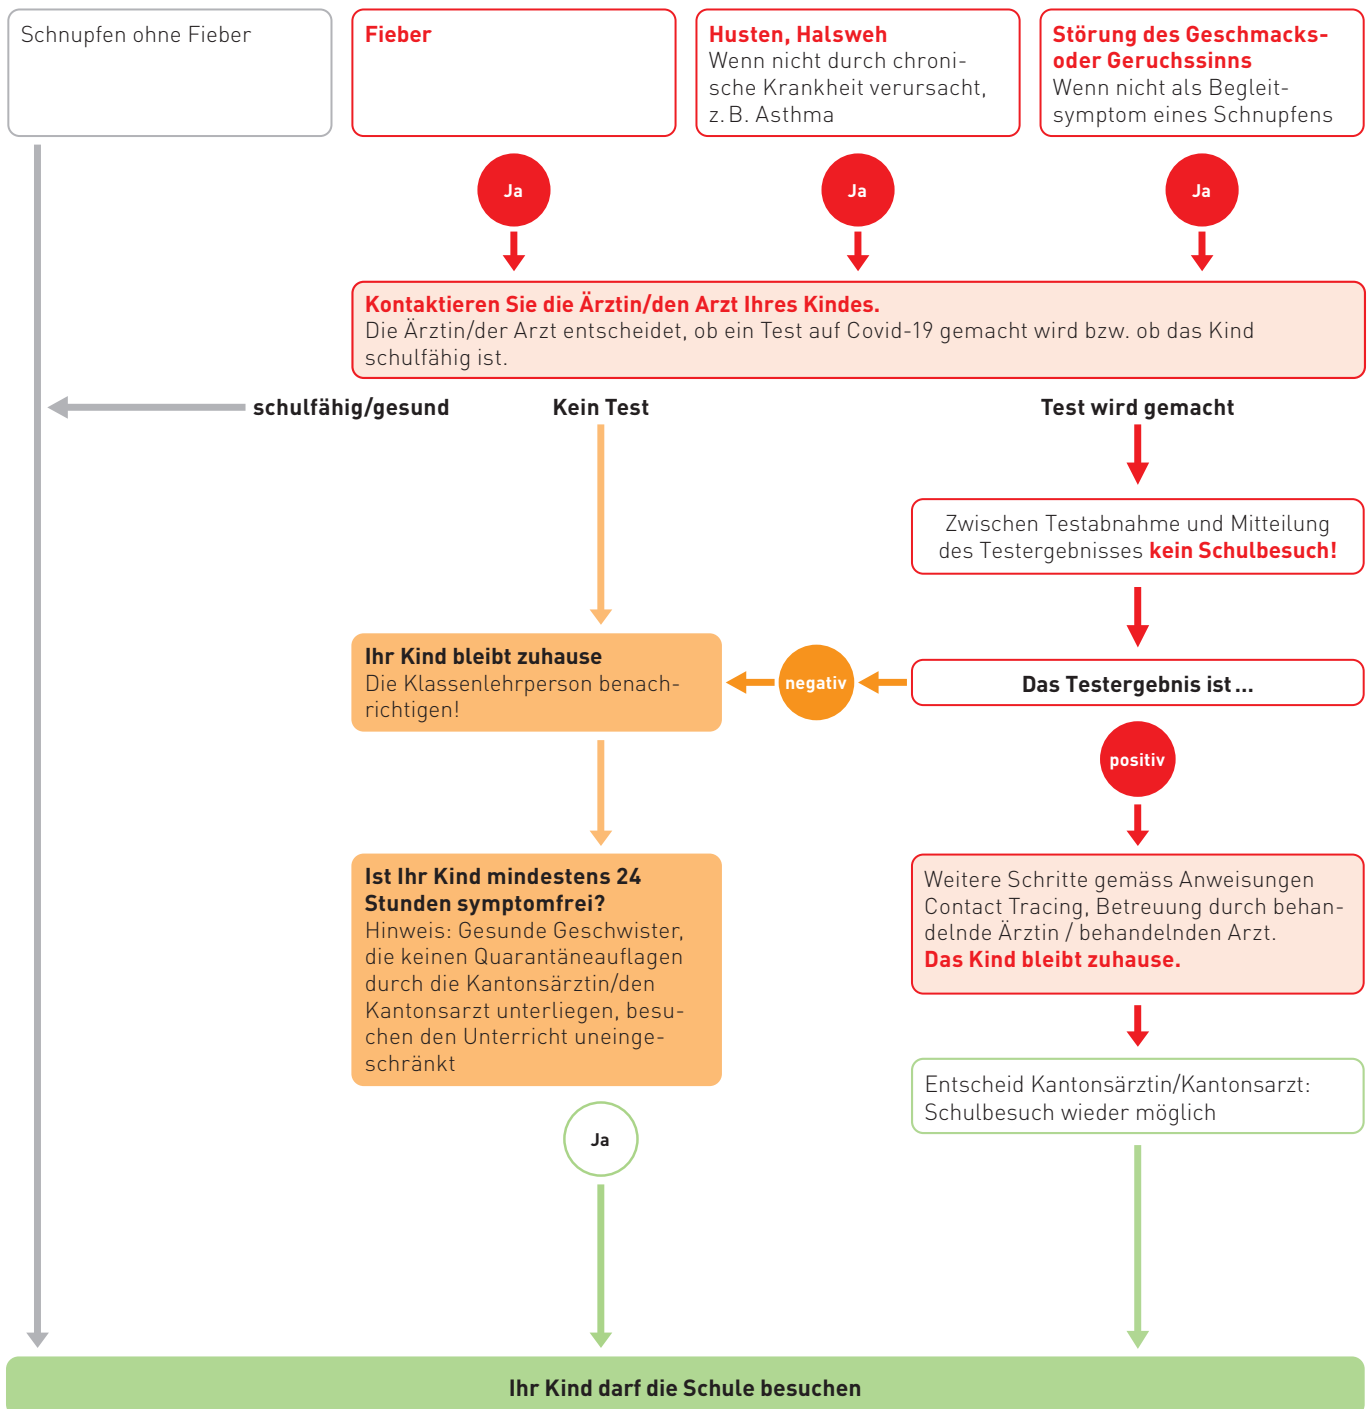 Schnupfen ohne Fieber
Fieber
Husten, Halsweh
Wenn nicht durch chroni-
sche Krankheit verursacht,
z. B. Asthma
Störung des Geschmacks-
oder Geruchssinns
Wenn nicht als Begleit-
symptom eines Schnupfens
Ja
Ja
Ja
Kontaktieren Sie die Ärztin/den Arzt Ihres Kindes.
Die Ärztin/der Arzt entscheidet, ob ein Test auf Covid-19 gemacht wird bzw. ob das Kind
schulfähig ist.
schulfähig/gesund
Kein Test
Test wird gemacht
Zwischen Testabnahme und Mitteilung
des Testergebnisses kein Schulbesuch!
Ihr Kind bleibt zuhause
Die Klassenlehrperson benach-
richtigen!
negativ
Das Testergebnis ist ...
positiv
Ist Ihr Kind mindestens 24
Stunden symptomfrei?
Hinweis: Gesunde Geschwister,
die keinen Quarantäneauflagen
durch die Kantonsärztin/den
Kantonsarzt unterliegen, besu-
chen den Unterricht uneinge-
schränkt
Weitere Schritte gemäss Anweisungen
Contact Tracing, Betreuung durch behan-
delnde Ärztin / behandelnden Arzt.
Das Kind bleibt zuhause.
Entscheid Kantonsärztin/Kantonsarzt:
Schulbesuch wieder möglich
Ja
Ihr Kind darf die Schule besuchen